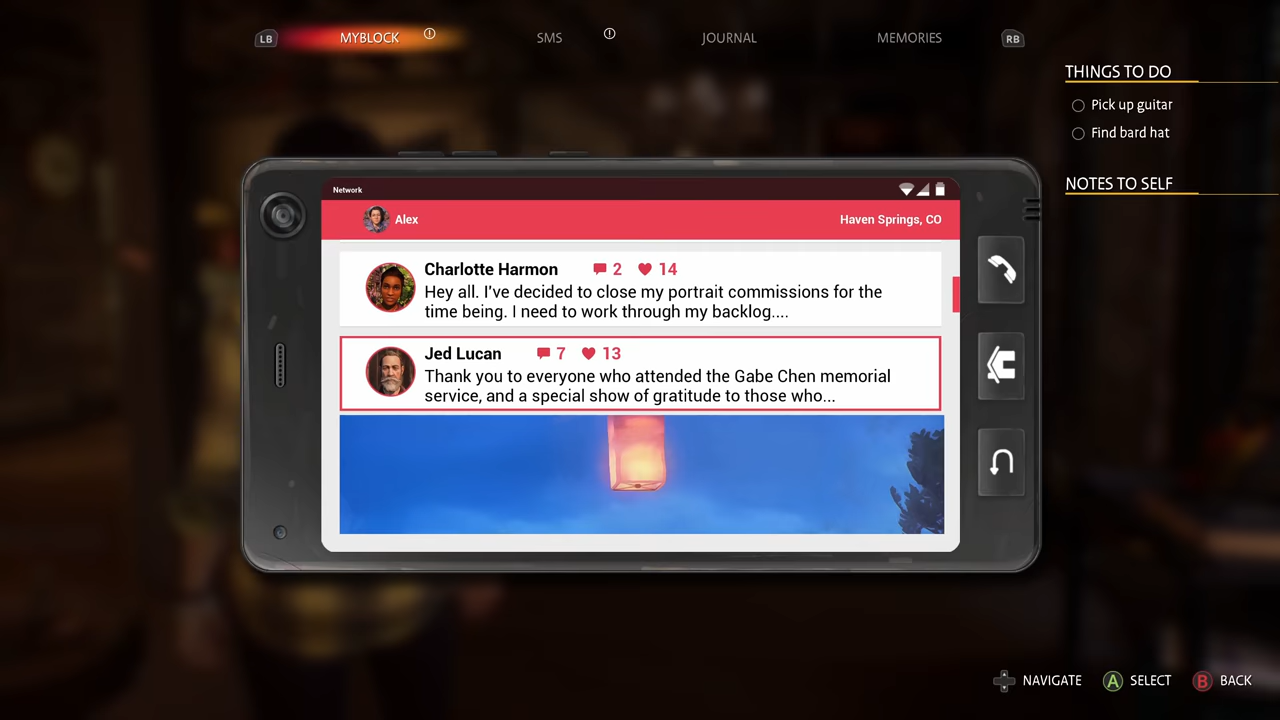 LB MYBLOCK SMS JOURNAL MEMORIES RB
THINGS TO DO
Pick up guitar
Find bard hat
NOTES TO SELF
Network
Alex Haven Springs, CO
Charlotte Harmon 2 14
Hey all. I've decided to close my portrait commissions for the
time being. I need to work through my backlog....
Jed Lucan 7 13
Thank you to everyone who attended the Gabe Chen memorial
service, and a special show of gratitude to those who...
NAVIGATE A SELECT B BACK